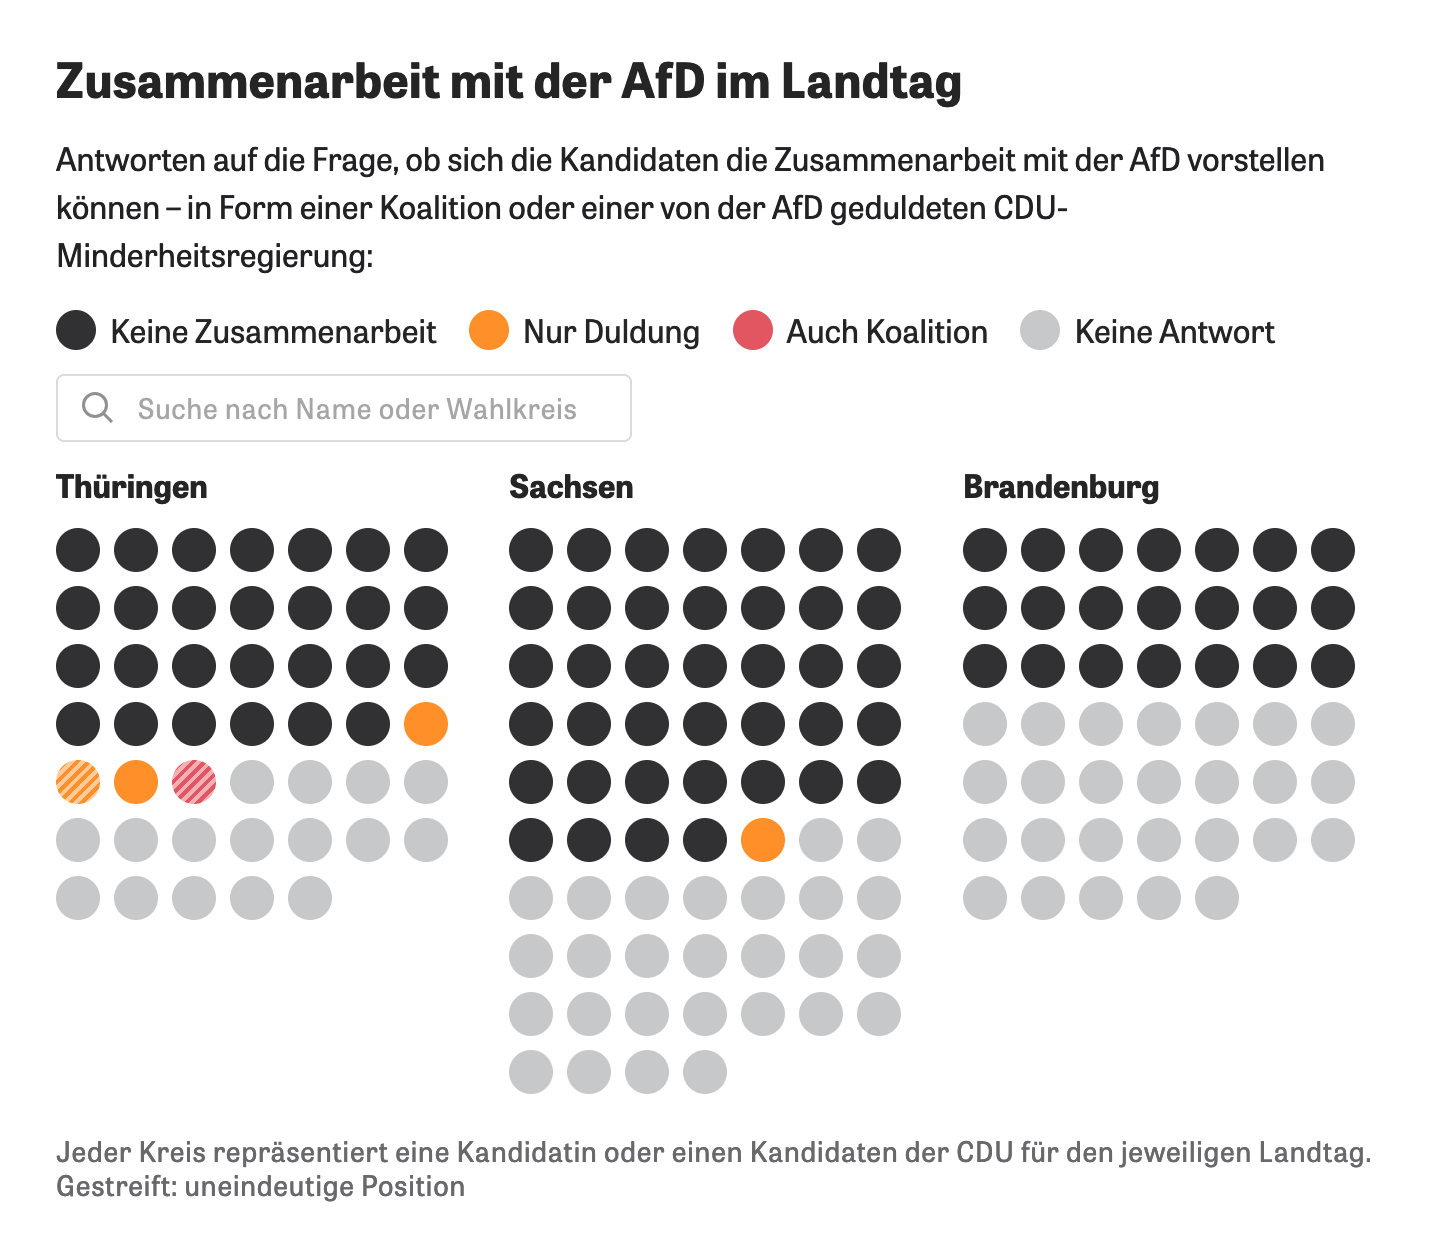 Zusammenarbeit mit der AfD im Landtag
Antworten auf die Frage, ob sich die Kandidaten die Zusammenarbeit mit der AfD vorstellen
können – in Form einer Koalition oder einer von der AfD geduldeten CDU-
Minderheitsregierung:
Keine Zusammenarbeit Nur Duldung Auch Koalition Keine Antwort
Suche nach Name oder Wahlkreis
Thüringen Sachsen Brandenburg
Jeder Kreis repräsentiert eine Kandidatin oder einen Kandidaten der CDU für den jeweiligen Landtag.
Gestreift: uneindeutige Position